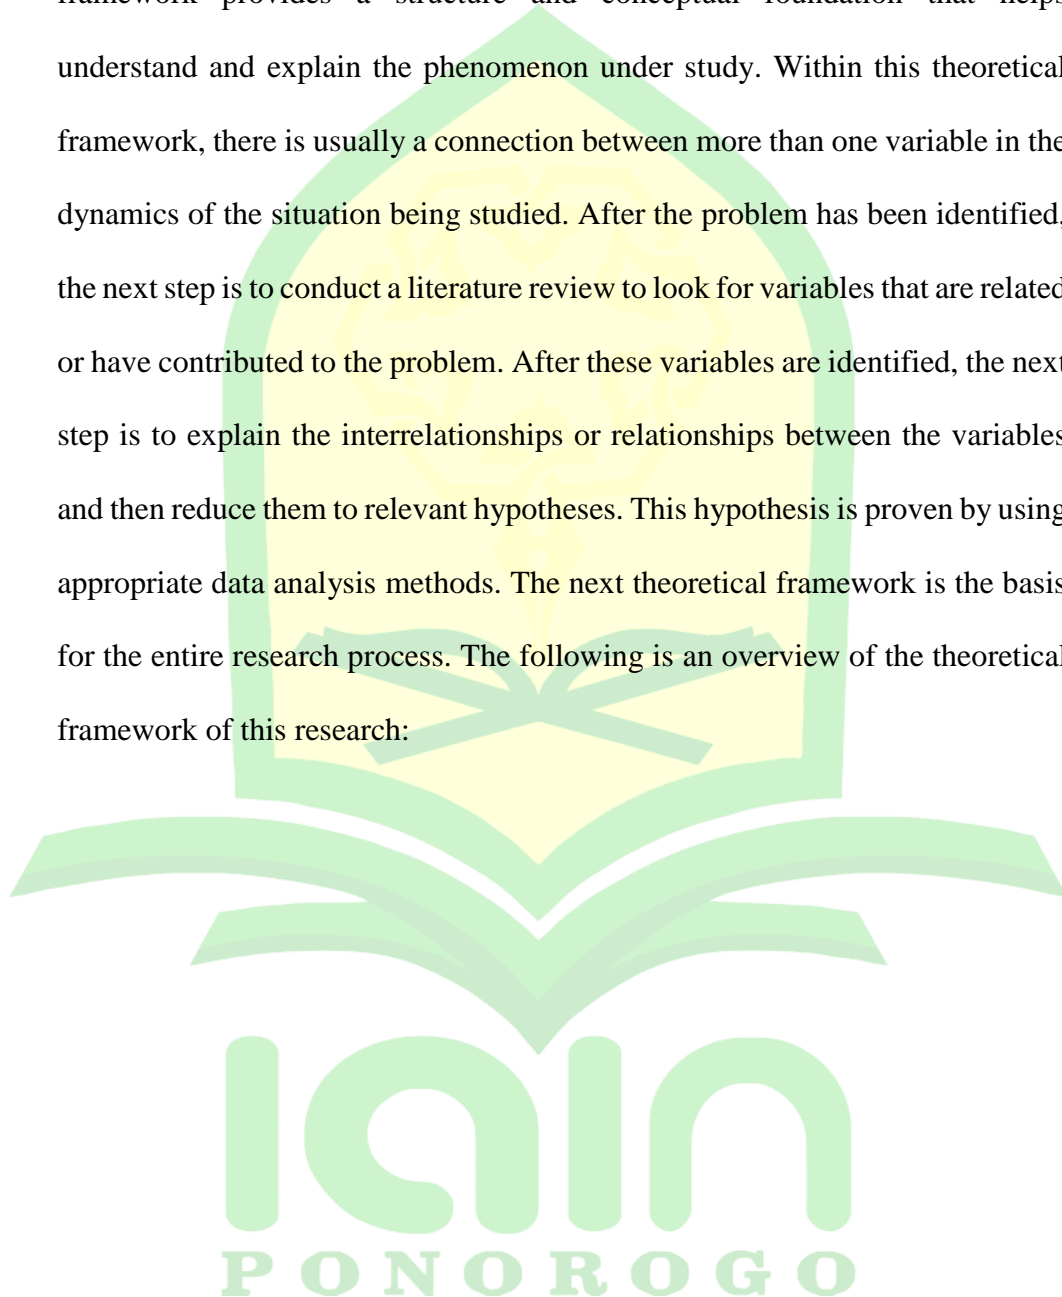 framework provides a structure and conceptual foundation that helps
understand and explain the phenomenon under study. Within this theoretical
framework, there is usually a connection between more than one variable in the
dynamics of the situation being studied. After the problem has been identified,
the next step is to conduct a literature review to look for variables that are related
or have contributed to the problem. After these variables are identified, the next
step is to explain the interrelationships or relationships between the variables
and then reduce them to relevant hypotheses. This hypothesis is proven by using
appropriate data analysis methods. The next theoretical framework is the basis
for the entire research process. The following is an overview of the theoretical
framework of this research:
iain
PONOROGO